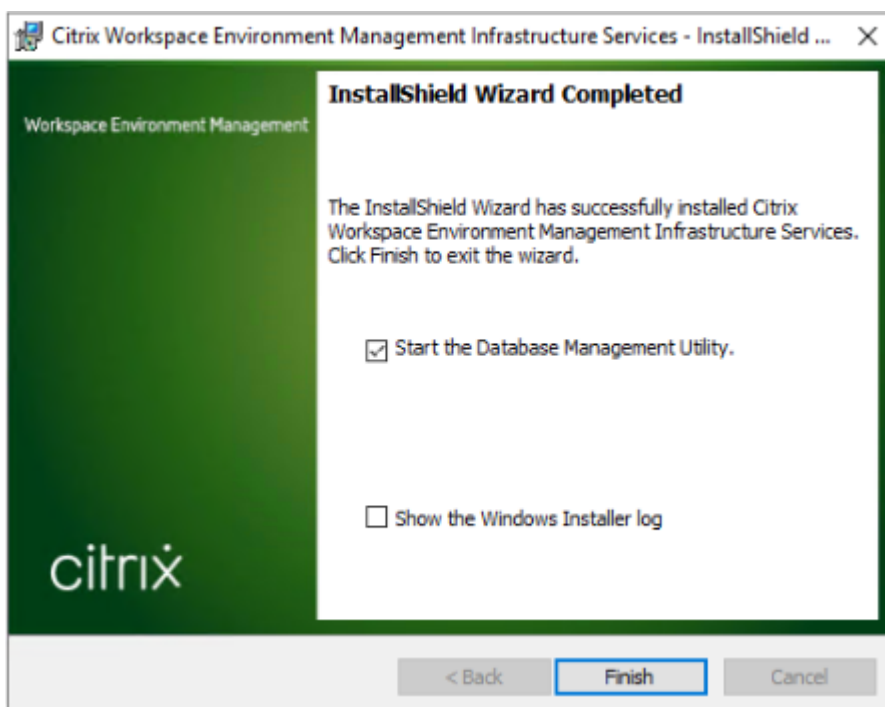 Citrix Workspace Environment Management Infrastructure Services - InstallShield ...
Workspace Environment Management
InstallShield Wizard Completed
The InstallShield Wizard has successfully installed Citrix
Workspace Environment Management Infrastructure Services.
Click Finish to exit the wizard.
Start the Database Management Utility.
Show the Windows Installer log
citrix
< Back
Finish
Cancel